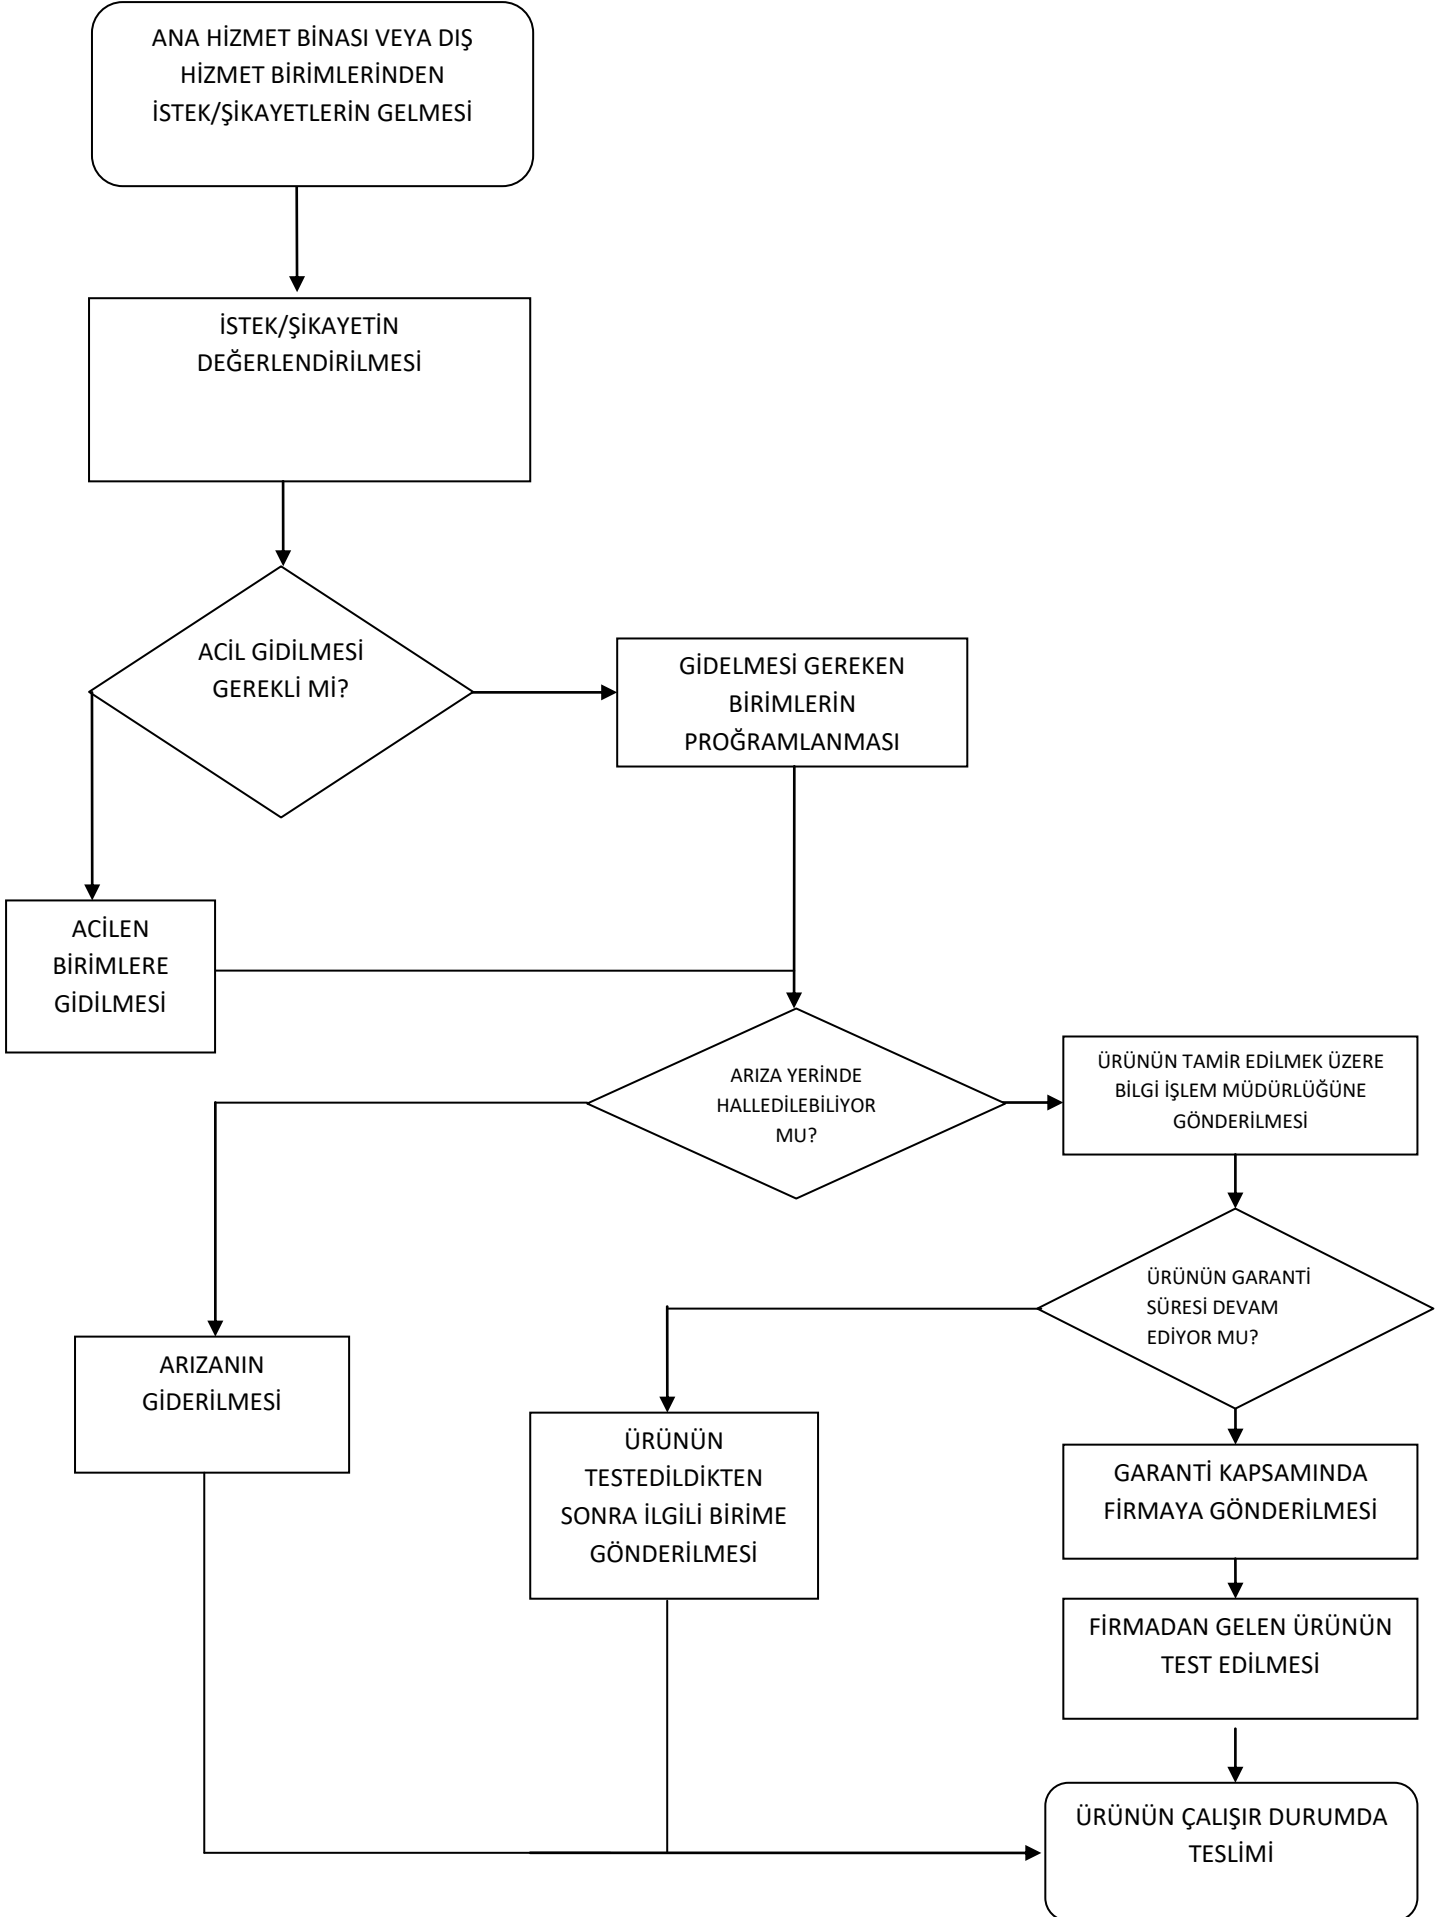 ANA HİZMET BİNASI VEYA DIŞ
HİZMET BİRİMLERİNDEN
İSTEK/ŞİKAYETLERİN GELMESİ
İSTEK/ŞİKAYETİN
DEĞERLENDİRİLMESİ
ACİL GİDİLMESİ
GEREKLİ Mİ?
GİDELMESİ GEREKEN
BİRİMLERİN
PROĞRAMLANMASI
ACİLEN
BİRİMLERE
GİDİLMESİ
ARIZA YERİNDE
HALLEDİLEBİLİYOR
MU?
ÜRÜNÜN TAMİR EDİLMEK ÜZERE
BİLGİ İŞLEM MÜDÜRLÜĞÜNE
GÖNDERİLMESİ
ÜRÜNÜN GARANTİ
SÜRESİ DEVAM
EDİYOR MU?
ARIZANIN
GİDERİLMESİ
ÜRÜNÜN
TESTEDİLDİKTEN
SONRA İLGİLİ BİRİME
GÖNDERİLMESİ
GARANTİ KAPSAMINDA
FİRMAYA GÖNDERİLMESİ
FİRMADAN GELEN ÜRÜNÜN
TEST EDİLMESİ
ÜRÜNÜN ÇALIŞIR DURUMDA
TESLİMİ